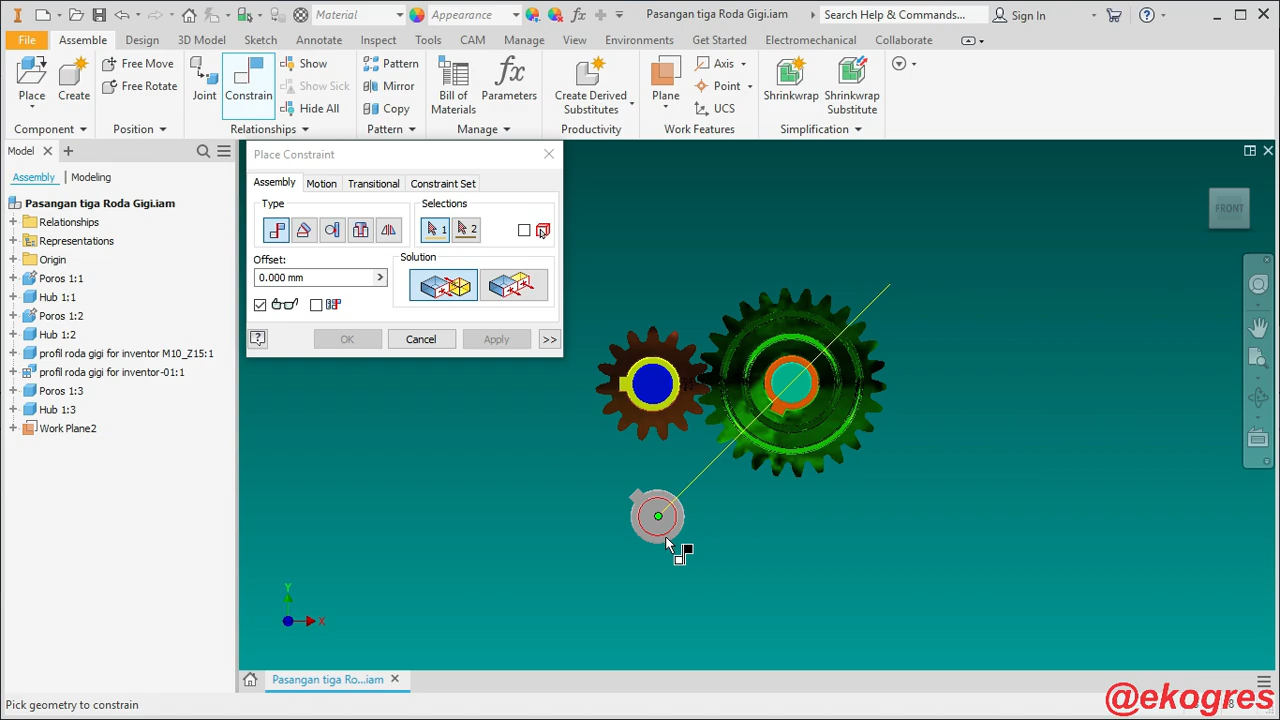 Material
Appearance
Pasangan tiga Roda Gigi.iam
Search Help & Commands...
Sign In
File
Assemble
Design
3D Model
Sketch
Annotate
Inspect
Tools
CAM
Manage
View
Environments
Get Started
Electromechanical
Collaborate
Place
Create
Free Move
Free Rotate
Joint
Constrain
Show
Show Sick
Hide All
Pattern
Mirror
Copy
Bill of
Materials
fx
Parameters
Create Derived
Substitutes
Plane
Axis
Point
UCS
Shrinkwrap
Shrinkwrap
Substitute
Component
Position
Relationships
Pattern
Manage
Productivity
Work Features
Simplification
Model
Assembly
Modeling
Pasangan tiga Roda Gigi.iam
Relationships
Representations
Origin
Poros 1:1
Hub 1:1
Poros 1:2
Hub 1:2
profil roda gigi for inventor M10_Z15:1
profil roda gigi for inventor-01:1
Poros 1:3
Hub 1:3
Work Plane2
Place Constraint
Assembly
Motion
Transitional
Constraint Set
Type
Selections
1
2
Offset:
0.000 mm
Solution
OK
Cancel
Apply
>>
FRONT
Y
X
Pasangan tiga Ro...iam
Pick geometry to constrain
@ekogres